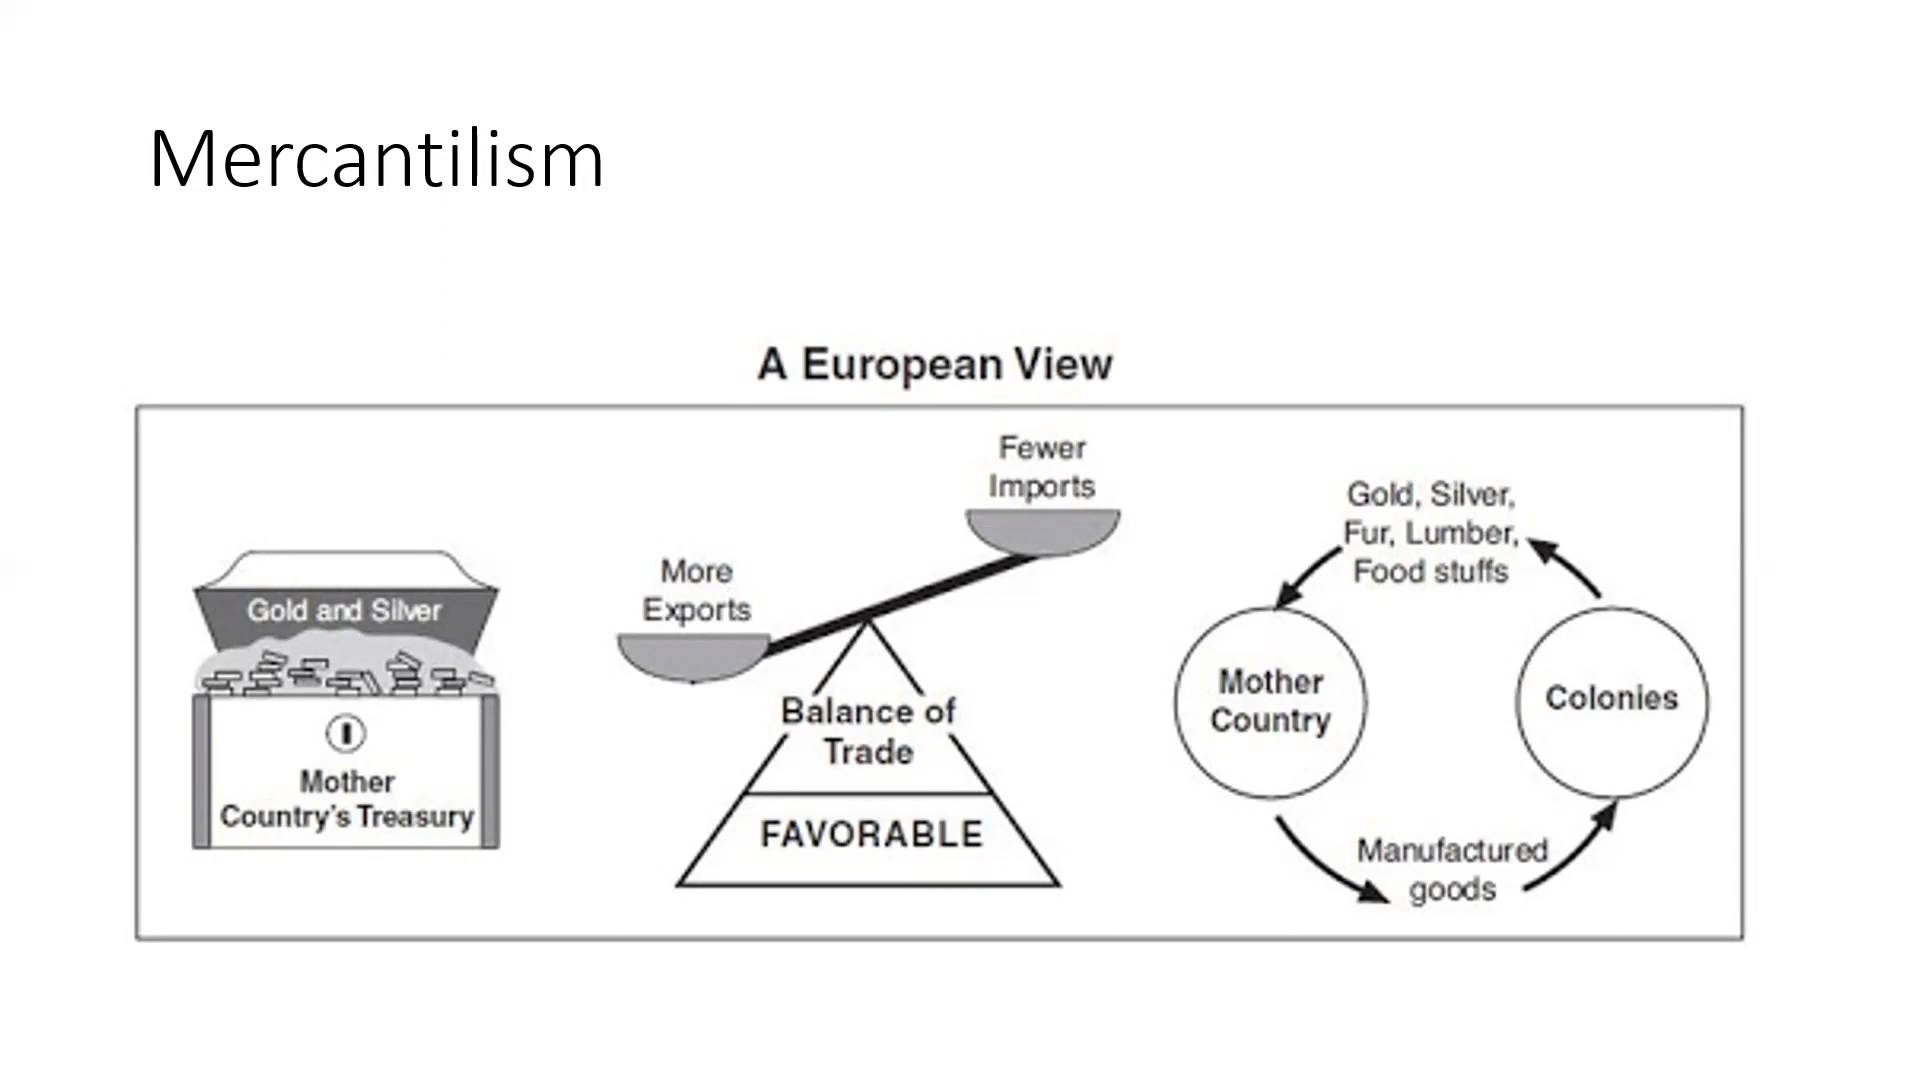 Mercantilism
A European View
Gold and Silver
Mother
Country's Treasury
More
Exports
Fewer
Imports
Balance of
Trade
FAVORABLE
Gold, Silver,
Fur, Lumber,
Food stuffs
Mother
Country
Colonies
Manufactured
goods